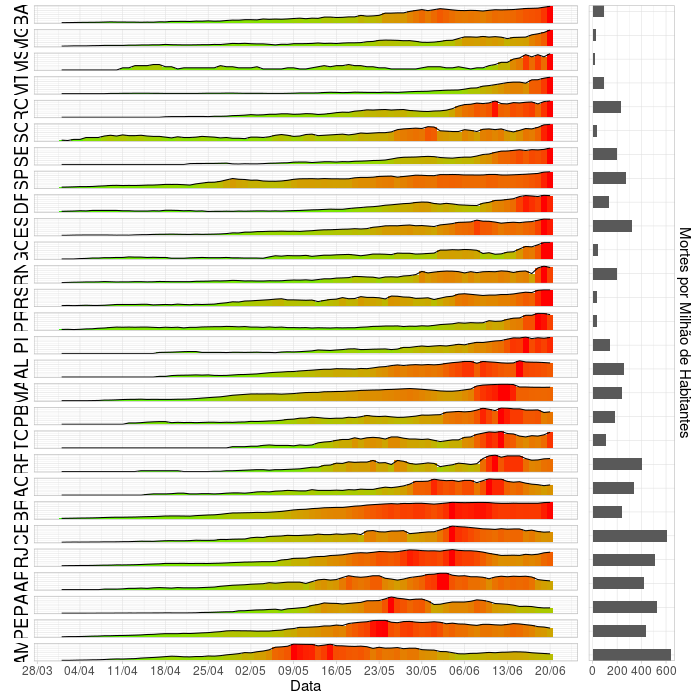 BA
MG
MS
MT
RO
SC
SE
SP
DF
ES
GO
RN
RS
PR
PI
AL
MA
PB
TO
RR
AC
BR
CE
RJ
AP
PA
PE
AM
28/03 04/04 11/04 18/04 25/04 02/05 09/05 16/05 23/05 30/05 06/06 13/06 20/06
Data
0 200 400 600
Mortes por Milhão de Habitantes